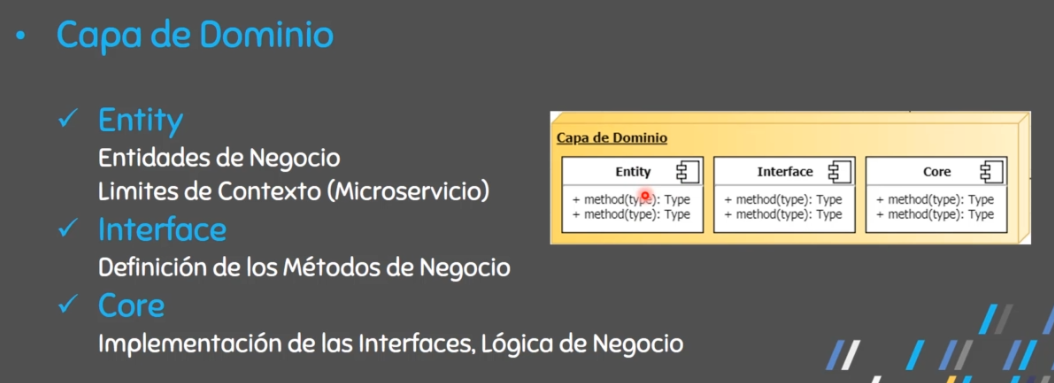 • Capa de Dominio
✓ Entity
Entidades de Negocio
Limites de Contexto (Microservicio)
✓ Interface
Definición de los Métodos de Negocio
✓ Core
Implementación de las Interfaces, Lógica de Negocio
Capa de Dominio
Entity
+ method(type): Type
+ method(type): Type
Interface
+ method(type): Type
+ method(type): Type
Core
+ method(type): Type
+ method(type): Type